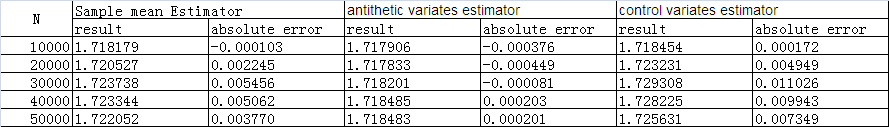 N Sample mean Estimator antithetic variates estimator control variates estimator
result absolute error result absolute error result absolute error
10000 1.718179 -0.000103 1.717906 -0.000376 1.718454 0.000172
20000 1.720527 0.002245 1.717833 -0.000449 1.723231 0.004949
30000 1.723738 0.005456 1.718201 -0.000081 1.729308 0.011026
40000 1.723344 0.005062 1.718485 0.000203 1.728225 0.009943
50000 1.722052 0.003770 1.718483 0.000201 1.725631 0.007349